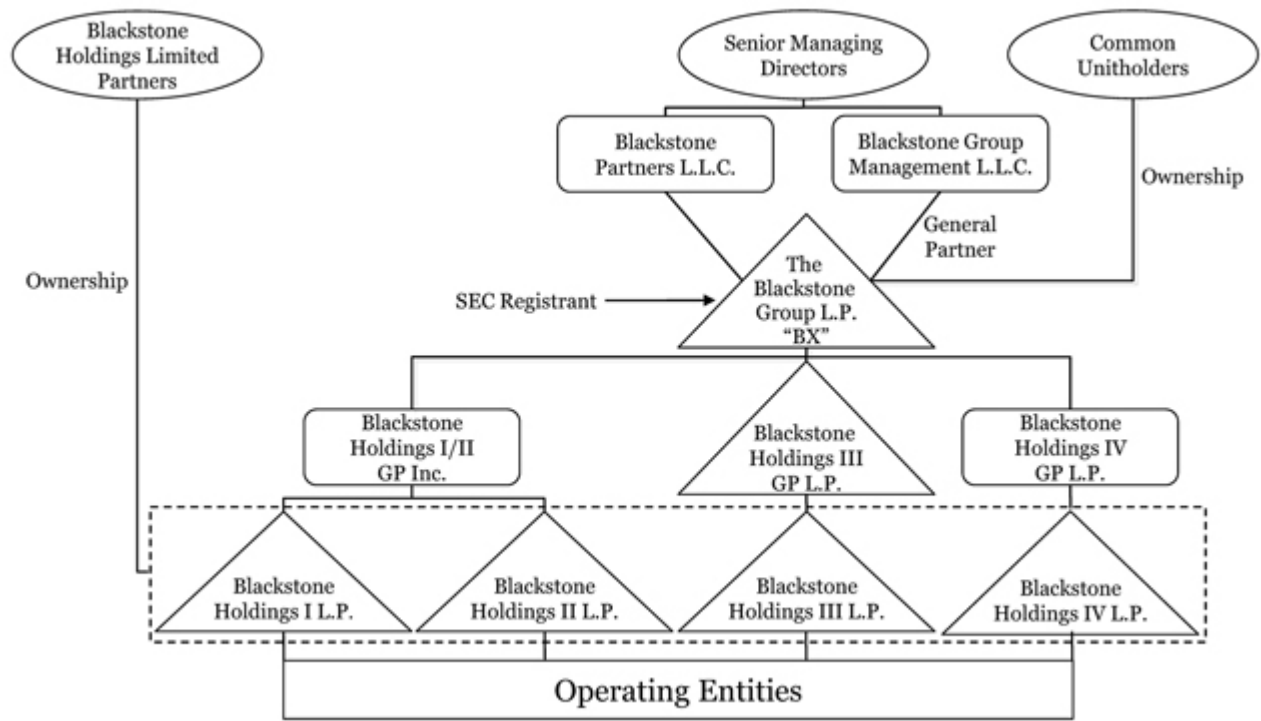 Blackstone
Holdings Limited
Partners
Senior Managing
Directors
Common
Unitholders
Blackstone
Partners L.L.C.
Blackstone Group
Management L.L.C.
Ownership
General
Partner
Ownership
SEC Registrant
The
Blackstone
Group L.P.
“BX”
Blackstone
Holdings I/II
GP Inc.
Blackstone
Holdings III
GP L.P.
Blackstone
Holdings IV
GP L.P.
Blackstone
Holdings I L.P.
Blackstone
Holdings II L.P.
Blackstone
Holdings III L.P.
Blackstone
Holdings IV L.P.
Operating Entities